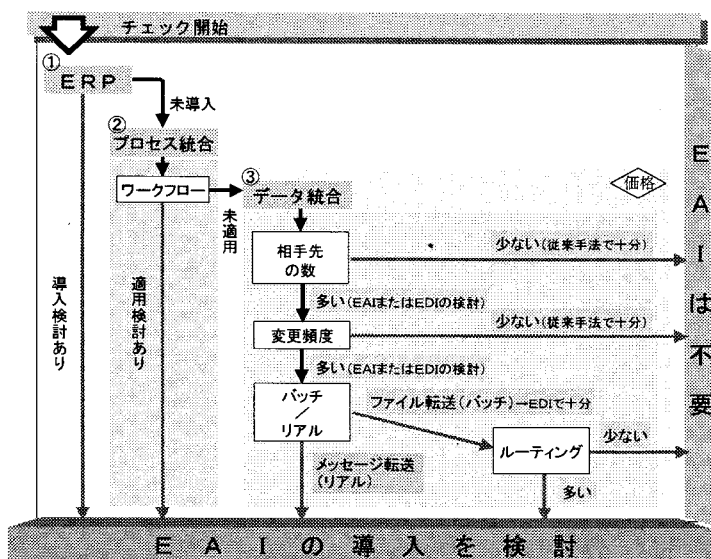 チェック開始
①
ERP
未導入
②
プロセス統合
ワークフロー
未適用
③
データ統合
価格
相手先
の数
少ない(従来手法で十分)
多い(EAIまたはEDIの検討)
変更頻度
少ない(従来手法で十分)
多い(EAIまたはEDIの検討)
バッチ
/
リアル
ファイル転送(バッチ)→EDIで十分
ルーティング
少ない
多い
メッセージ転送
(リアル)
導入検討あり
適用検討あり
EAIは不要
EAIの導入を検討